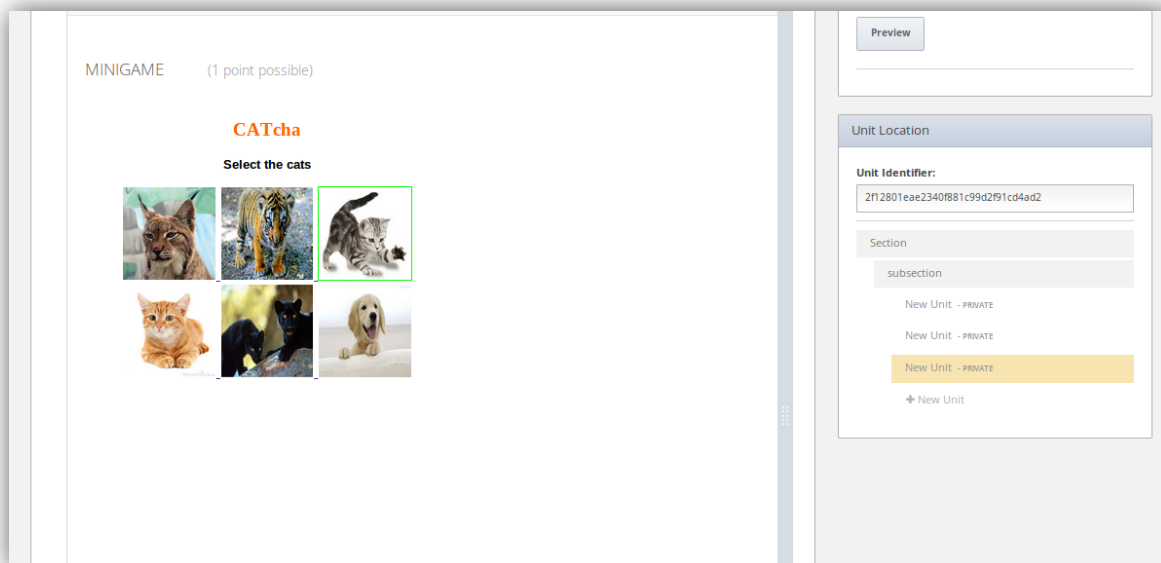 MINIGAME (1 point possible)
CATcha
Select the cats
Preview
Unit Location
Unit Identifier:
2f12801eae2340f881c99d2f91cd4ad2
Section
subsection
New Unit - PRIVATE
New Unit - PRIVATE
New Unit - PRIVATE
+ New Unit